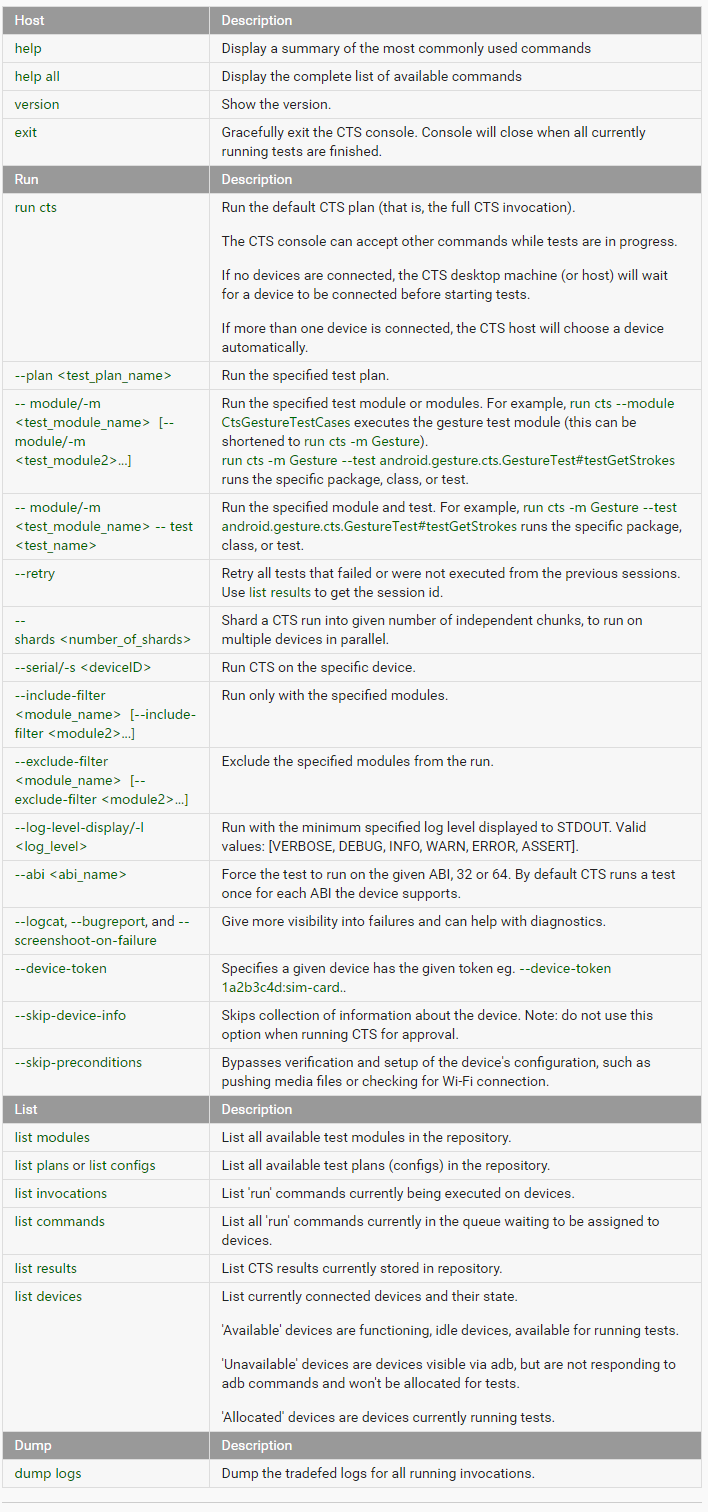 Host Description
help Display a summary of the most commonly used commands
help all Display the complete list of available commands
version Show the version.
exit Gracefully exit the CTS console. Console will close when all currently
running tests are finished.
Run Description
run cts Run the default CTS plan (that is, the full CTS invocation).
The CTS console can accept other commands while tests are in progress.
If no devices are connected, the CTS desktop machine (or host) will wait
for a device to be connected before starting tests.
If more than one device is connected, the CTS host will choose a device
automatically.
--plan <test_plan_name> Run the specified test plan.
-- module/-m
<test_module_name> [--
module/-m
<test_module2>...]
Run the specified test module or modules. For example, run cts --module
CtsGestureTestCases executes the gesture test module (this can be
shortened to run cts -m Gesture).
run cts -m Gesture --test android.gesture.cts.GestureTest#testGetStrokes
runs the specific package, class, or test.
-- module/-m
<test_module_name> -- test
<test_name>
Run the specified module and test. For example, run cts -m Gesture --test
android.gesture.cts.GestureTest#testGetStrokes runs the specific package,
class, or test.
--retry Retry all tests that failed or were not executed from the previous sessions.
Use list results to get the session id.
--
shards <number_of_shards>
Shard a CTS run into given number of independent chunks, to run on
multiple devices in parallel.
--serial/-s <deviceID> Run CTS on the specific device.
--include-filter
<module_name> [--include-
filter <module2>...]
Run only with the specified modules.
--exclude-filter
<module_name> [--
exclude-filter <module2>...]
Exclude the specified modules from the run.
--log-level-display/-l
<log_level>
Run with the minimum specified log level displayed to STDOUT. Valid
values: [VERBOSE, DEBUG, INFO, WARN, ERROR, ASSERT].
--abi <abi_name> Force the test to run on the given ABI, 32 or 64. By default CTS runs a test
once for each ABI the device supports.
--logcat, --bugreport, and --
screenshoot-on-failure
Give more visibility into failures and can help with diagnostics.
--device-token Specifies a given device has the given token eg. --device-token
1a2b3c4d:sim-card..
--skip-device-info Skips collection of information about the device. Note: do not use this
option when running CTS for approval.
--skip-preconditions Bypasses verification and setup of the device's configuration, such as
pushing media files or checking for Wi-Fi connection.
List Description
list modules List all available test modules in the repository.
list plans or list configs List all available test plans (configs) in the repository.
list invocations List 'run' commands currently being executed on devices.
list commands List all 'run' commands currently in the queue waiting to be assigned to
devices.
list results List CTS results currently stored in repository.
list devices List currently connected devices and their state.
'Available' devices are functioning, idle devices, available for running tests.
'Unavailable' devices are devices visible via adb, but are not responding to
adb commands and won't be allocated for tests.
'Allocated' devices are devices currently running tests.
Dump Description
dump logs Dump the tradefed logs for all running invocations.